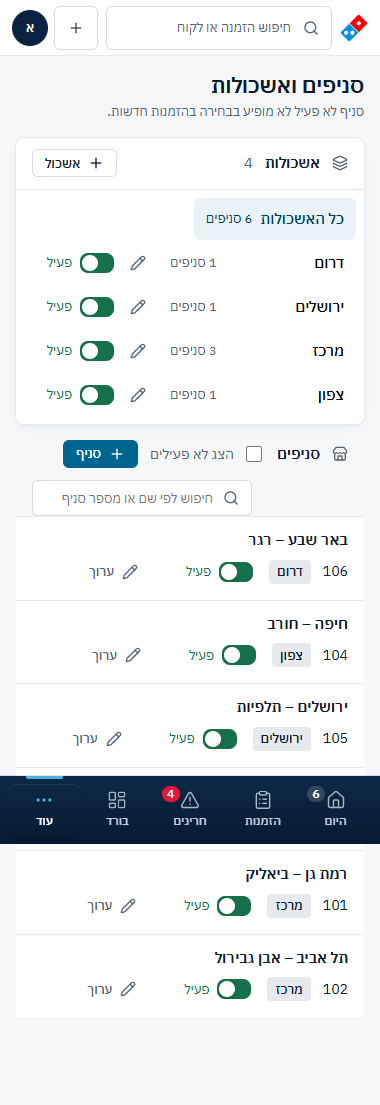 חיפוש הזמנה או לקוח
א
סניפים ואשכולות
סניף לא פעיל לא מופיע בבחירה בהזמנות חדשות.
אשכולות 4
אשכול
כל האשכולות 6 סניפים
דרום 1 סניפים פעיל
ירושלים 1 סניפים פעיל
מרכז 3 סניפים פעיל
צפון 1 סניפים פעיל
סניפים הצג לא פעילים סניף
חיפוש לפי שם או מספר סניף
באר שבע – רגר
106 דרום פעיל ערוך
חיפה – חורב
104 צפון פעיל ערוך
ירושלים – תלפיות
105 ירושלים פעיל ערוך
6 4
היום הזמנות חריגים בורד עוד
רמת גן – ביאליק
101 מרכז פעיל ערוך
תל אביב – אבן גבירול
102 מרכז פעיל ערוך